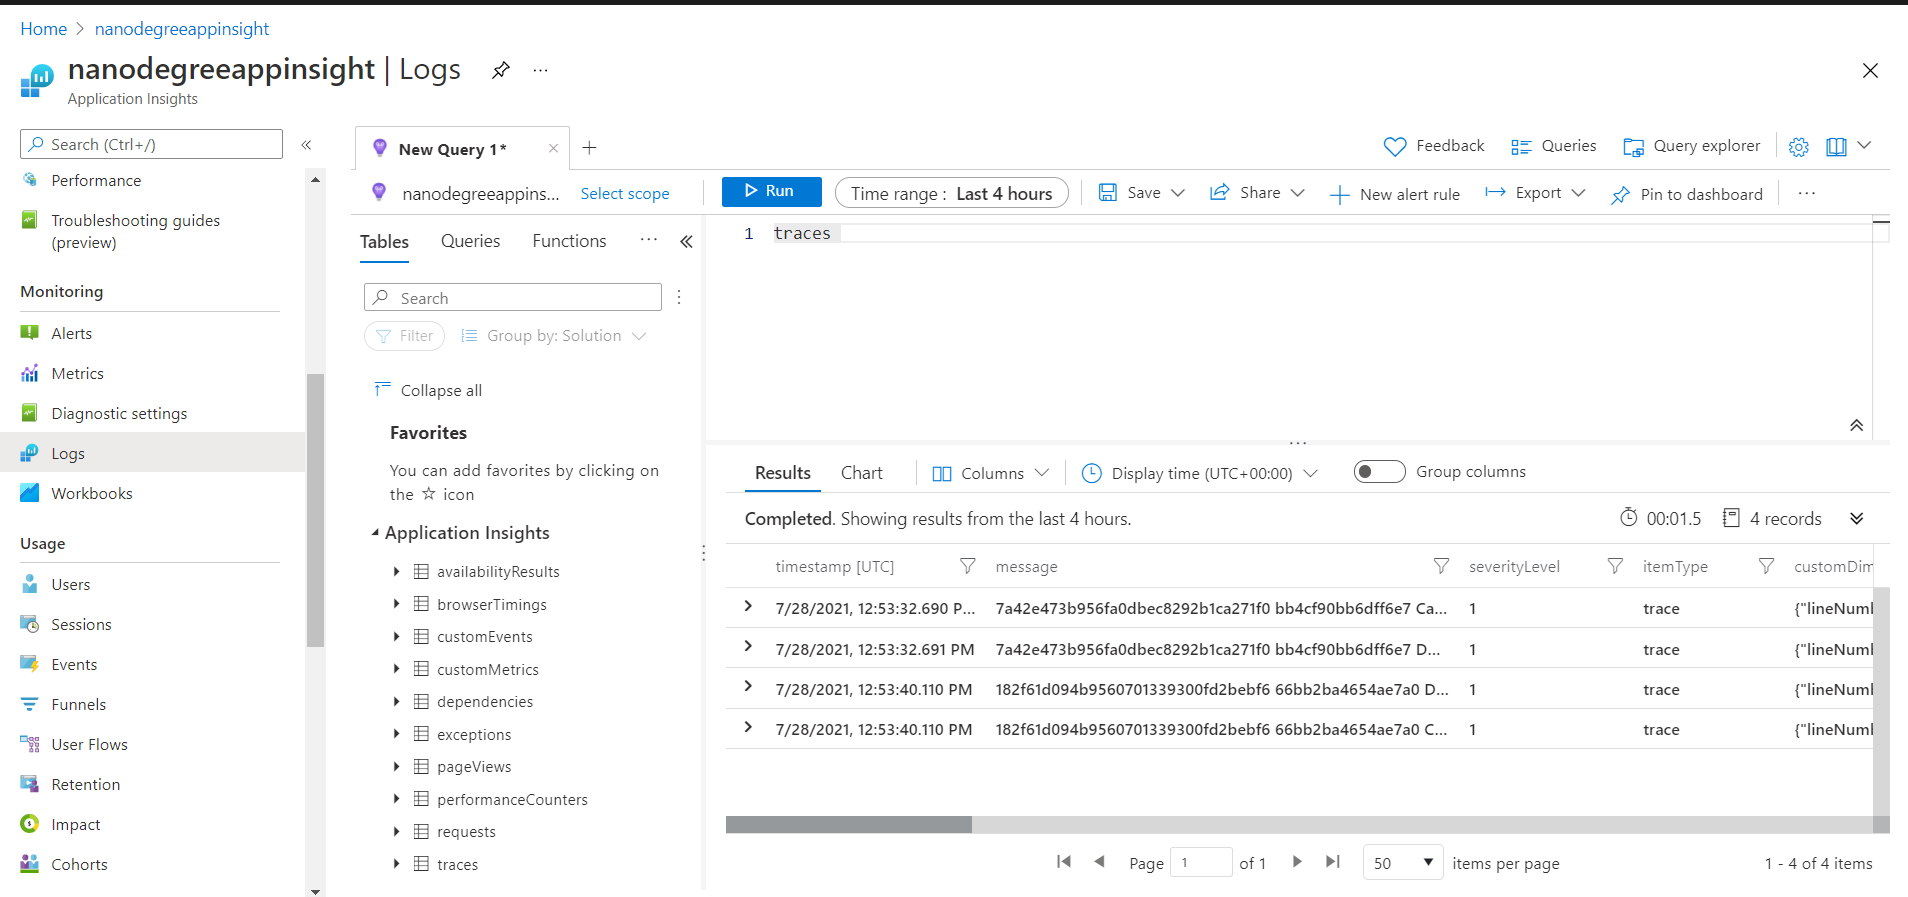 Home > nanodegreeappinsight
nanodegreeappinsight | Logs ...
Application Insights
Search (Ctrl+/) «
Performance
Troubleshooting guides
(preview)
Monitoring
Alerts
Metrics
Diagnostic settings
Logs
Workbooks
Usage
Users
Sessions
Events
Funnels
User Flows
Retention
Impact
Cohorts
New Query 1*
Feedback Queries Query explorer
nanodegreeappins... Select scope
Run Time range : Last 4 hours Save Share New alert rule Export Pin to dashboard ...
Tables Queries Functions ... «
Search
Filter Group by: Solution
Collapse all
Favorites
You can add favorites by clicking on
the ☆ icon
Application Insights
availabilityResults
browserTimings
customEvents
customMetrics
dependencies
exceptions
pageViews
performanceCounters
requests
traces
1 traces
Results Chart Columns Display time (UTC+00:00) Group columns
Completed. Showing results from the last 4 hours. 00:01.5 4 records
timestamp [UTC] message severityLevel itemType customDim
7/28/2021, 12:53:32.690 P... 7a42e473b956fa0dbec8292b1ca271f0 bb4cf90bb6dff6e7 Ca... 1 trace {"lineNumb
7/28/2021, 12:53:32.691 PM 7a42e473b956fa0dbec8292b1ca271f0 bb4cf90bb6dff6e7 D... 1 trace {"lineNumb
7/28/2021, 12:53:40.110 PM 182f61d094b9560701339300fd2bebf6 66bb2ba4654ae7a0 D... 1 trace {"lineNumb
7/28/2021, 12:53:40.110 PM 182f61d094b9560701339300fd2bebf6 66bb2ba4654ae7a0 C... 1 trace {"lineNumb
Page 1 of 1 50 items per page 1 - 4 of 4 items